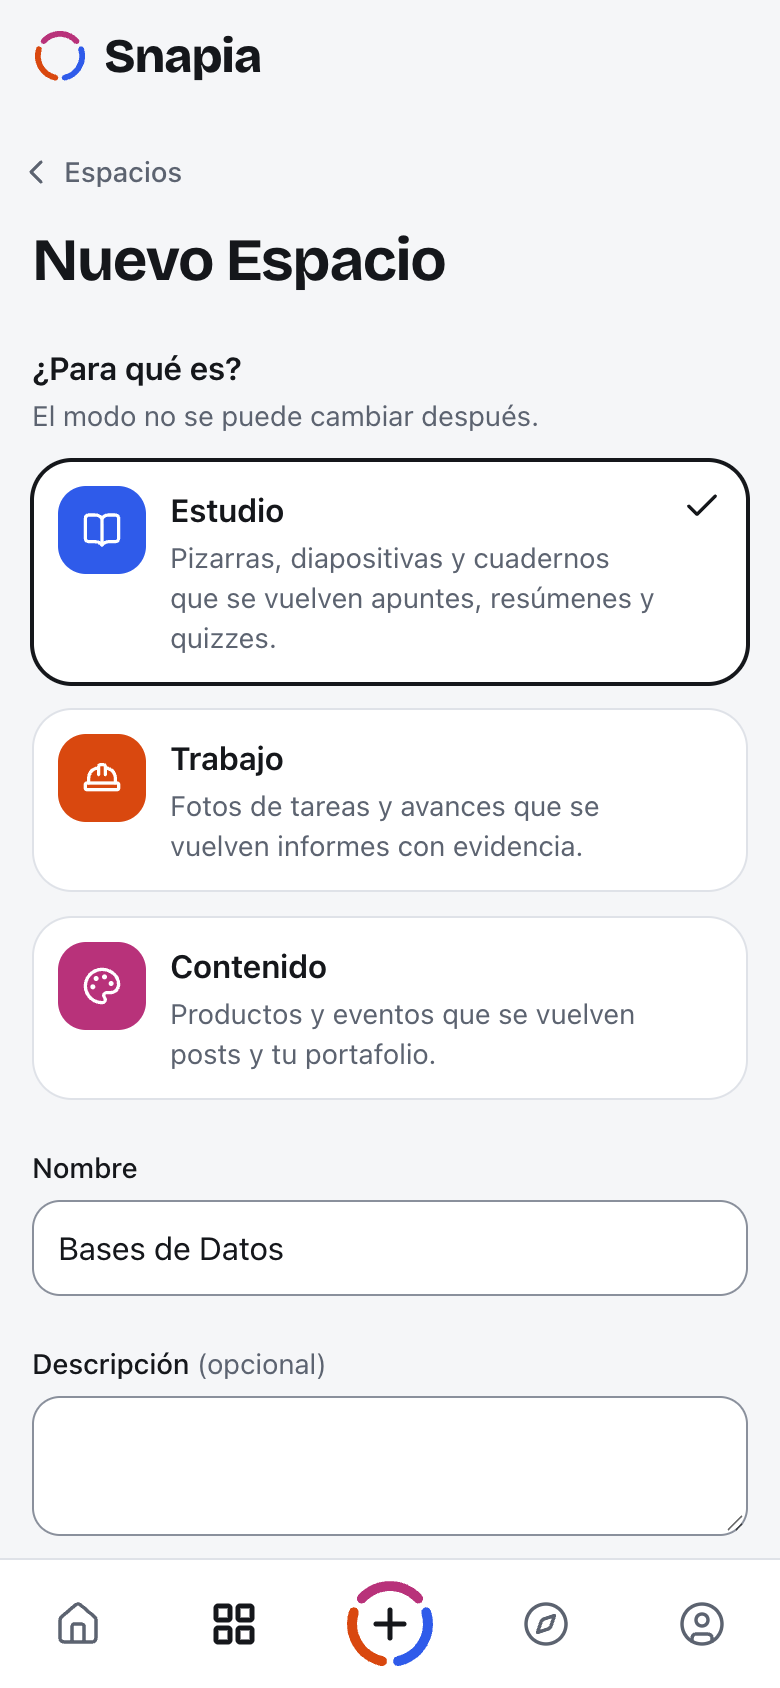 Snapia
Espacios
Nuevo Espacio
¿Para qué es?
El modo no se puede cambiar después.
Estudio
Pizarras, diapositivas y cuadernos
que se vuelven apuntes, resúmenes y
quizzes.
Trabajo
Fotos de tareas y avances que se
vuelven informes con evidencia.
Contenido
Productos y eventos que se vuelven
posts y tu portafolio.
Nombre
Bases de Datos
Descripción (opcional)